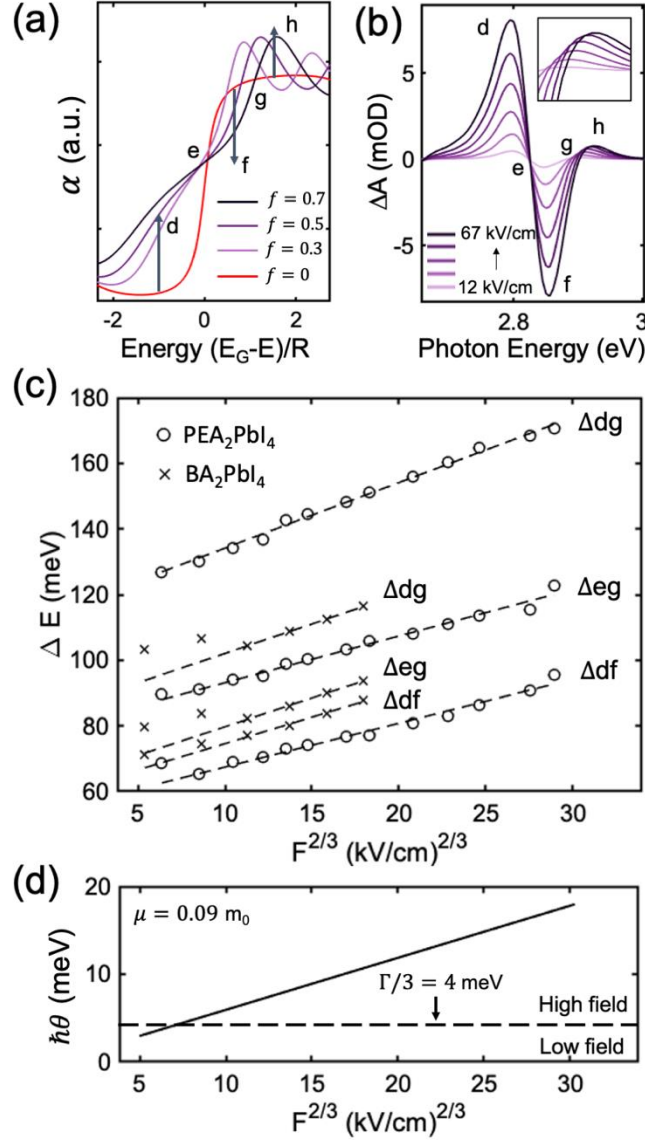 (a)
α (a.u.)
h
g
e
f
d
f = 0.7
f = 0.5
f = 0.3
f = 0
-2
0
2
Energy (E_G-E)/R
(b)
ΔA (mOD)
5
0
-5
d
g
h
e
f
67 kV/cm
12 kV/cm
2.8
3
Photon Energy (eV)
(c)
Δ E (meV)
180
160
140
120
100
80
60
PEA₂PbI₄
BA₂PbI₄
Δdg
Δdg
Δeg
Δeg
Δdf
Δdf
5
10
15
20
25
30
F^{2/3} (kV/cm)^{2/3}
(d)
ħθ (meV)
20
10
0
μ = 0.09 m₀
Γ/3 = 4 meV
High field
Low field
5
10
15
20
25
30
F^{2/3} (kV/cm)^{2/3}